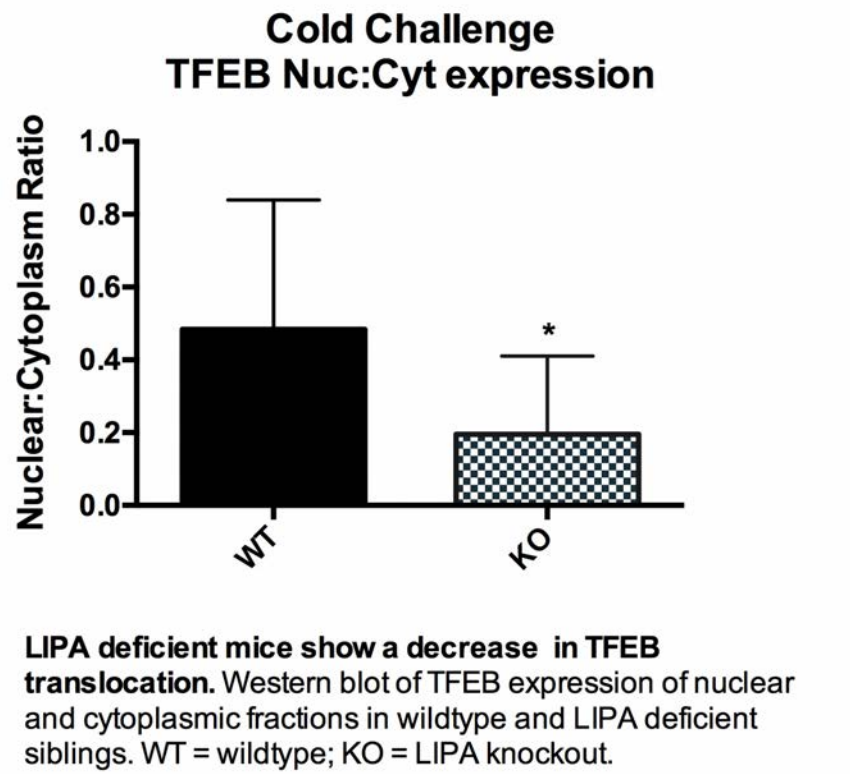 Cold Challenge
TFEB Nuc:Cyt expression
Nuclear:Cytoplasm Ratio
1.0
0.8
0.6
0.4
0.2
0.0
*
WT
KO
LIPA deficient mice show a decrease in TFEB
translocation. Western blot of TFEB expression of nuclear
and cytoplasmic fractions in wildtype and LIPA deficient
siblings. WT = wildtype; KO = LIPA knockout.